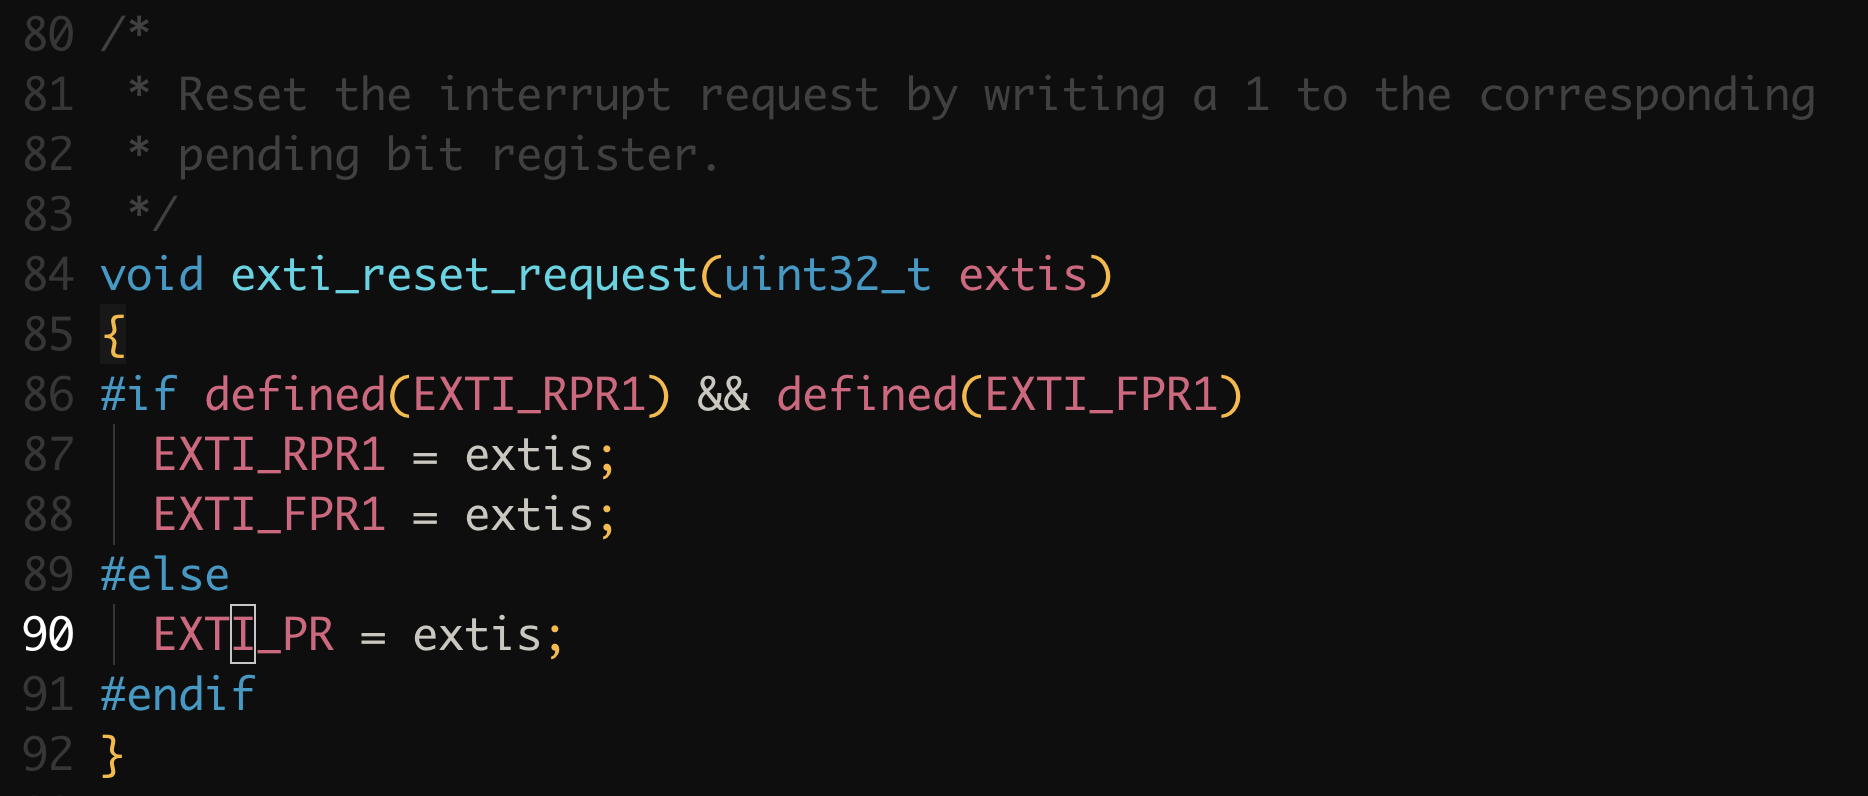 80 /*
81  * Reset the interrupt request by writing a 1 to the corresponding
82  * pending bit register.
83  */
84 void exti_reset_request(uint32_t extis)
85 {
86 #if defined(EXTI_RPR1) && defined(EXTI_FPR1)
87   EXTI_RPR1 = extis;
88   EXTI_FPR1 = extis;
89 #else
90   EXTI_PR = extis;
91 #endif
92 }